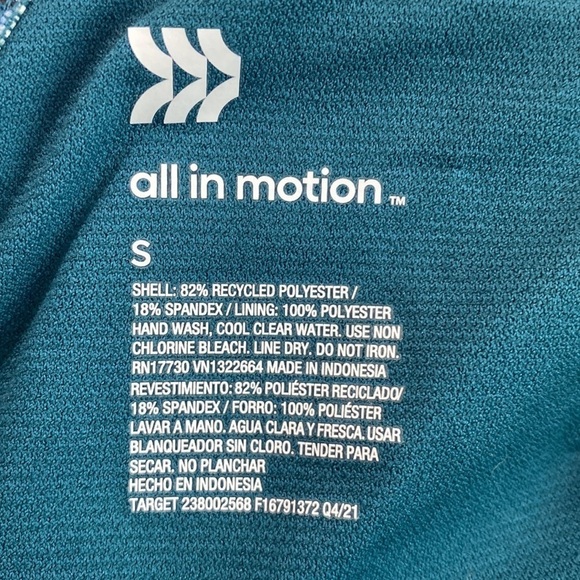 all in motion™
S
SHELL: 82% RECYCLED POLYESTER /
18% SPANDEX / LINING: 100% POLYESTER
HAND WASH, COOL CLEAR WATER. USE NON
CHLORINE BLEACH. LINE DRY. DO NOT IRON.
RN17730 VN1322664 MADE IN INDONESIA
REVESTIMIENTO: 82% POLIÉSTER RECICLADO/
18% SPANDEX / FORRO: 100% POLIÉSTER
LAVAR A MANO. AGUA CLARA Y FRESCA. USAR
BLANQUEADOR SIN CLORO. TENDER PARA
SECAR. NO PLANCHAR
HECHO EN INDONESIA
TARGET 238002568 F16791372 Q4/21